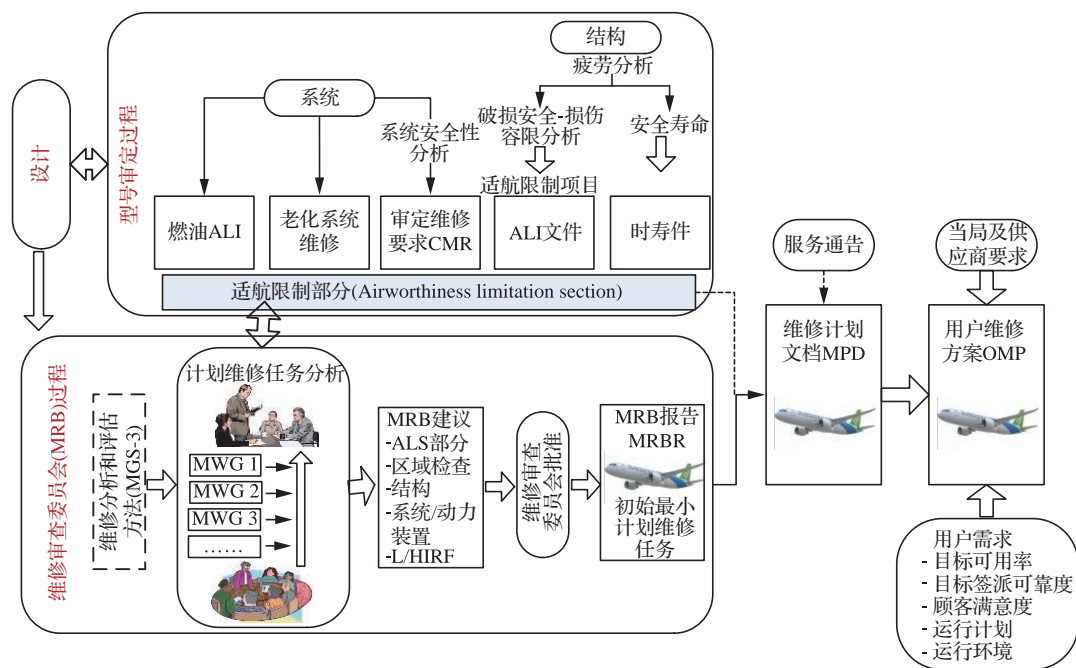 设计
型号审定过程
结构
疲劳分析
系统
系统安全性
分析
破损安全-损伤
容限分析
安全寿命
适航限制项目
燃油ALI
老化系统
维修
审定维修
要求CMR
ALI文件
时寿件
适航限制部分(Airworthiness limitation section)
服务通告
当局及供
应商要求
维修计划
文档MPD
用户维修
方案OMP
维修审查委员会(MRB)过程
维修分析和评估
方法(MGS-3)
计划维修任务分析
MWG 1
MWG 2
MWG 3
……
MRB建议
-ALS部分
-区域检查
-结构
-系统/动力
装置
-L/HIRF
维修审查
委员会批准
MRB报告
MRBR
初始最小
计划维修
任务
用户需求
- 目标可用率
- 目标签派可靠度
- 顾客满意度
- 运行计划
- 运行环境